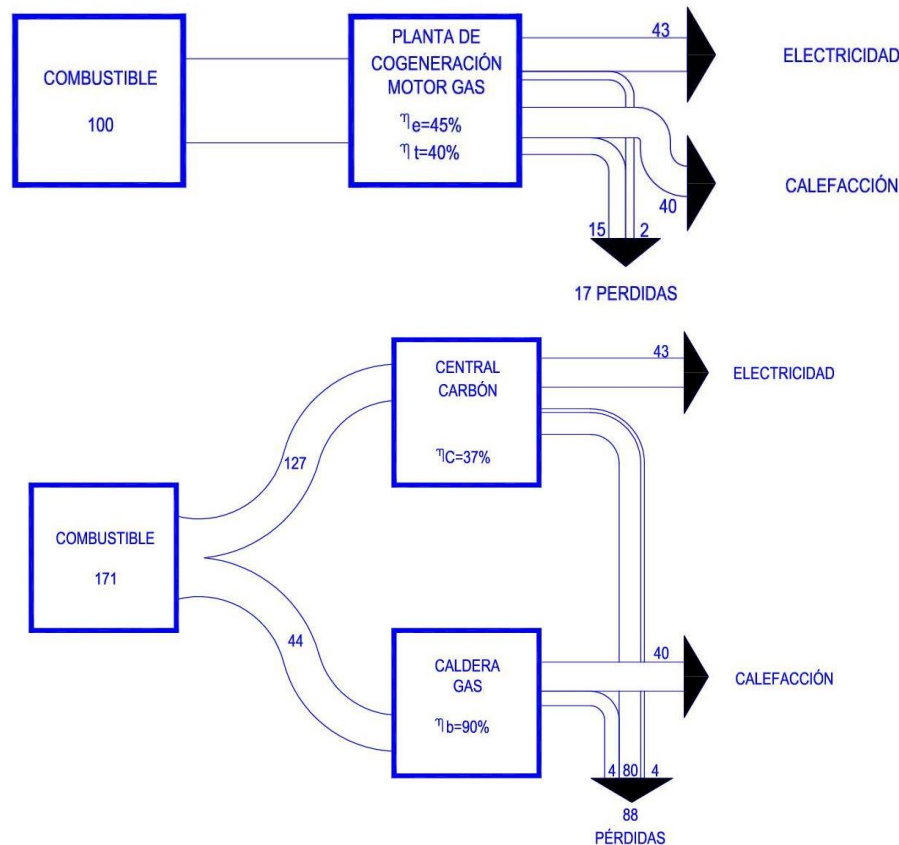 COMBUSTIBLE
100
PLANTA DE
COGENERACIÓN
MOTOR GAS
ηe=45%
ηt=40%
43
ELECTRICIDAD
40
CALEFACCIÓN
15 2
17 PERDIDAS
COMBUSTIBLE
171
127
44
CENTRAL
CARBÓN
ηC=37%
43
ELECTRICIDAD
CALDERA
GAS
ηb=90%
40
CALEFACCIÓN
4 80 4
88
PÉRDIDAS